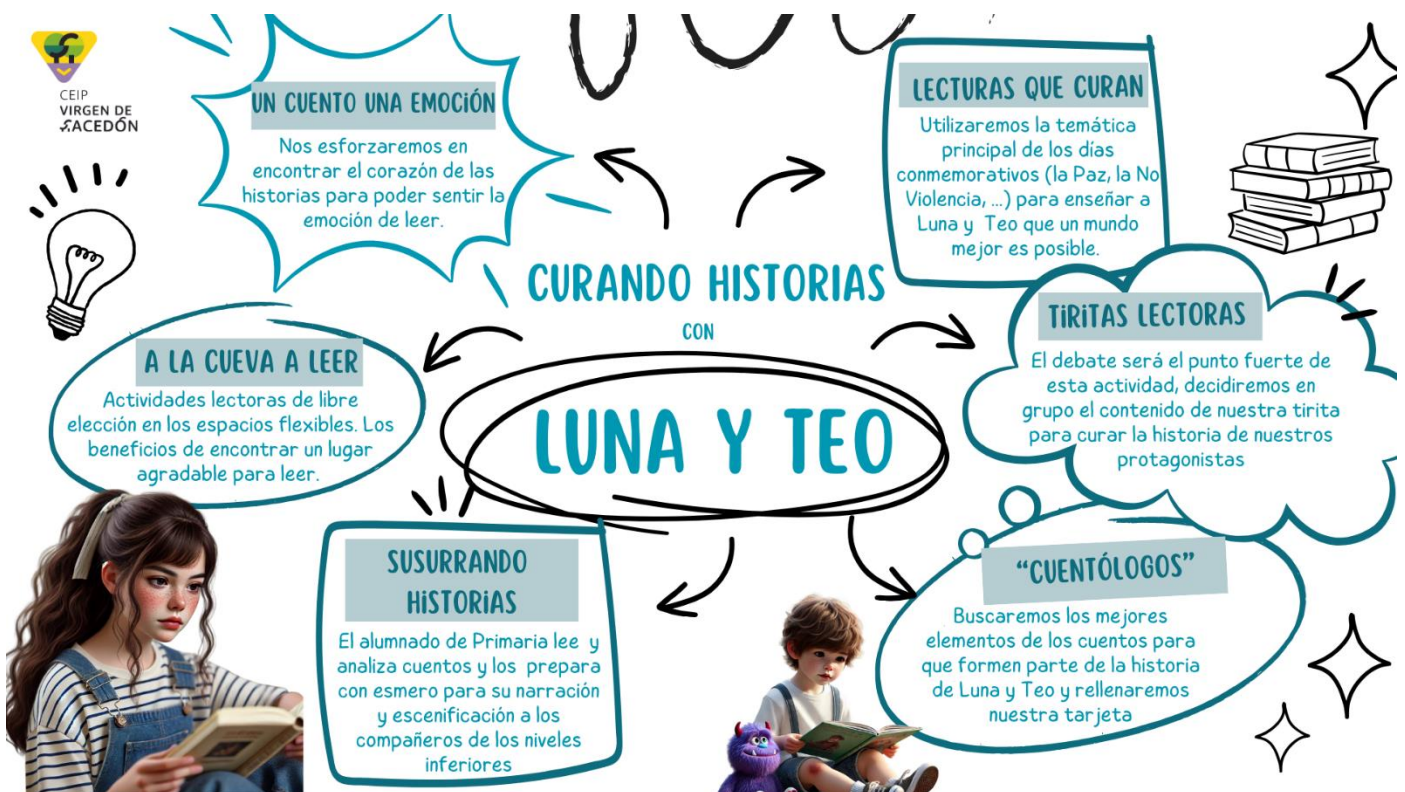 CEIP
VIRGEN DE
SACEDÓN
UN CUENTO UNA EMOCIÓN
Nos esforzaremos en
encontrar el corazón de las
historias para poder sentir la
emoción de leer.
LECTURAS QUE CURAN
Utilizaremos la temática
principal de los días
conmemorativos (la Paz, la No
Violencia, ...) para enseñar a
Luna y Teo que un mundo
mejor es posible.
CURANDO HISTORIAS
CON
LUNA Y TEO
A LA CUEVA A LEER
Actividades lectoras de libre
elección en los espacios flexibles. Los
beneficios de encontrar un lugar
agradable para leer.
TIRITAS LECTORAS
El debate será el punto fuerte de
esta actividad, decidiremos en
grupo el contenido de nuestra tirita
para curar la historia de nuestros
protagonistas
SUSURRANDO
HISTORIAS
El alumnado de Primaria lee y
analiza cuentos y los prepara
con esmero para su narración
y escenificación a los
compañeros de los niveles
inferiores
"CUENTÓLOGOS"
Buscaremos los mejores
elementos de los cuentos para
que formen parte de la historia
de Luna y Teo y rellenaremos
nuestra tarjeta